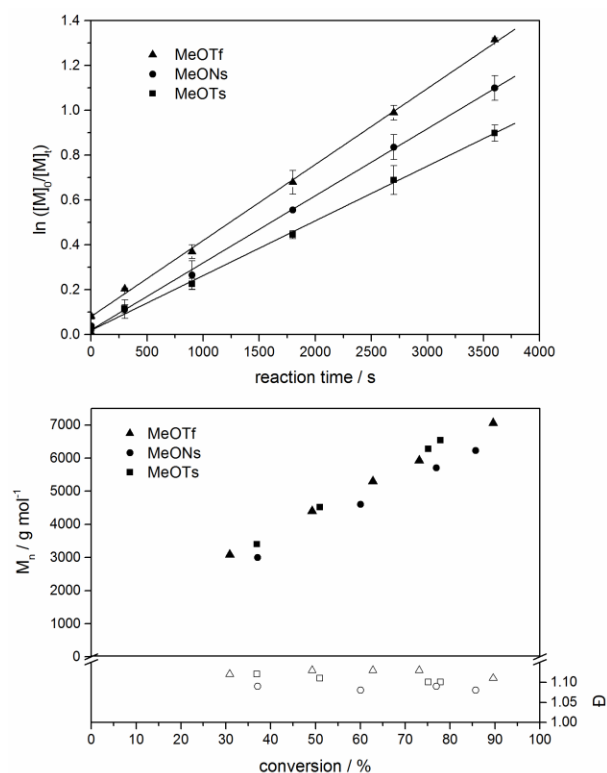 1.4
1.2
1.0
0.8
0.6
0.4
0.2
0.0
ln ([M]₀/[M]ₜ)
MeOTf
MeONs
MeOTs
0 500 1000 1500 2000 2500 3000 3500 4000
reaction time / s
7000
6000
5000
4000
3000
2000
1000
0
Mₙ / g mol⁻¹
MeOTf
MeONs
MeOTs
1.10
1.05
1.00
Đ
0 10 20 30 40 50 60 70 80 90 100
conversion / %